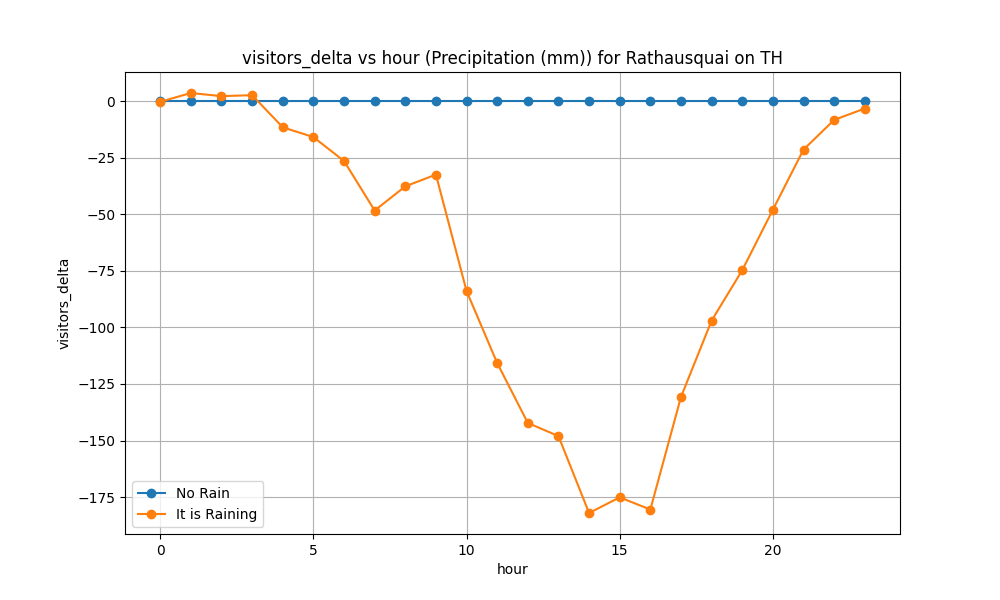 visitors_delta vs hour (Precipitation (mm)) for Rathausquai on TH
visitors_delta
0
−25
−50
−75
−100
−125
−150
−175
No Rain
It is Raining
0 5 10 15 20
hour